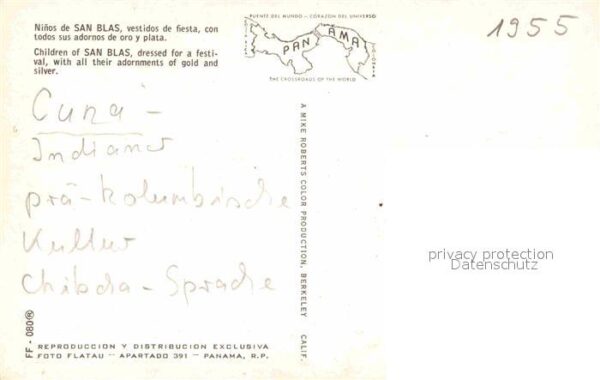 Niños de SAN BLAS, vestidos de fiesta, con
todos sus adornos de oro y plata.
Children of SAN BLAS, dressed for a festi-
val, with all their adornments of gold and
silver.
PUENTE DEL MUNDO - CORAZON DEL UNIVERSO
PANAMA
THE CROSSROADS OF THE WORLD
1955
Cuna -
Indianer
prä-kolumbische
Kultur
Chibcha - Sprache
A MIKE ROBERTS COLOR PRODUCTION, BERKELEY CALIF.
privacy protection
Datenschutz
FF - 080
REPRODUCCION Y DISTRIBUCION EXCLUSIVA
FOTO FLATAU -- APARTADO 391 -- PANAMA, R.P.